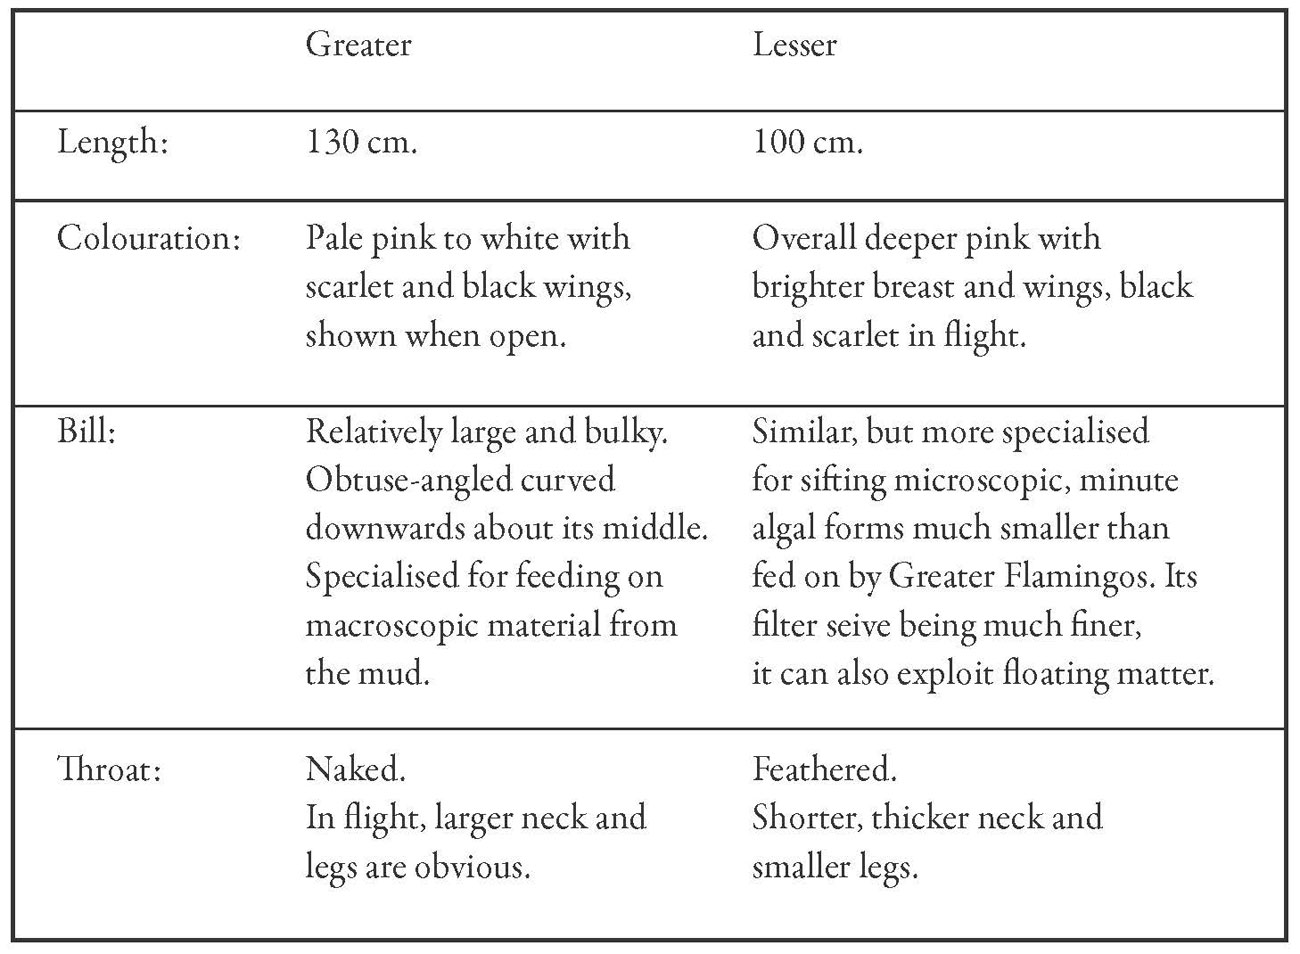 Greater Lesser
Length: 130 cm. 100 cm.
Colouration: Pale pink to white with Overall deeper pink with
scarlet and black wings, brighter breast and wings, black
shown when open. and scarlet in flight.
Bill: Relatively large and bulky. Similar, but more specialised
Obtuse-angled curved for sifting microscopic, minute
downwards about its middle. algal forms much smaller than
Specialised for feeding on fed on by Greater Flamingos. Its
macroscopic material from filter seive being much finer,
the mud. it can also exploit floating matter.
Throat: Naked. Feathered.
In flight, larger neck and Shorter, thicker neck and
legs are obvious. smaller legs.